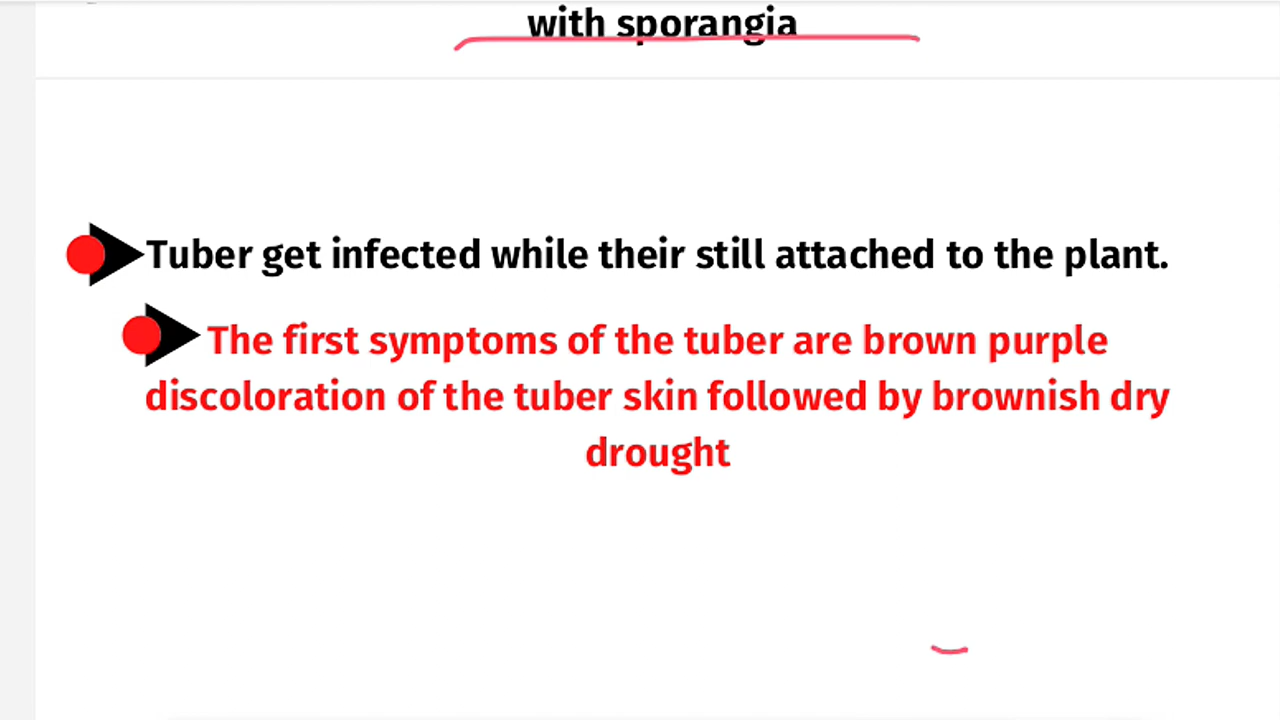 with sporangia
Tuber get infected while their still attached to the plant.
The first symptoms of the tuber are brown purple
discoloration of the tuber skin followed by brownish dry
drought